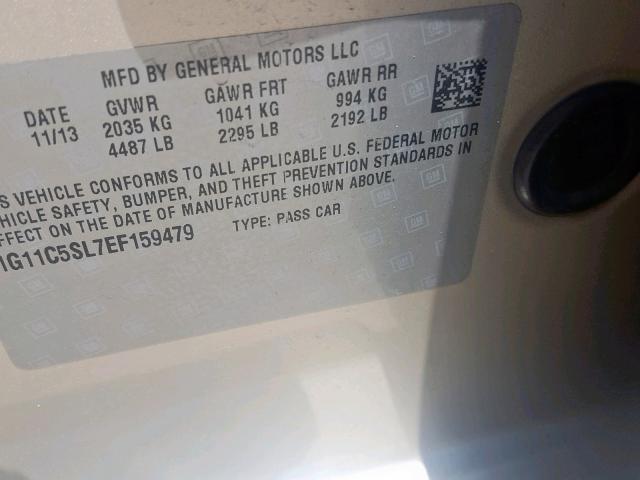 MFD BY GENERAL MOTORS LLC
DATE GVWR GAWR FRT GAWR RR
11/13 2035 KG 1041 KG 994 KG
4487 LB 2295 LB 2192 LB
S VEHICLE CONFORMS TO ALL APPLICABLE U.S. FEDERAL MOTOR
HICLE SAFETY, BUMPER, AND THEFT PREVENTION STANDARDS IN
FFECT ON THE DATE OF MANUFACTURE SHOWN ABOVE.
1G11C5SL7EF159479 TYPE: PASS CAR